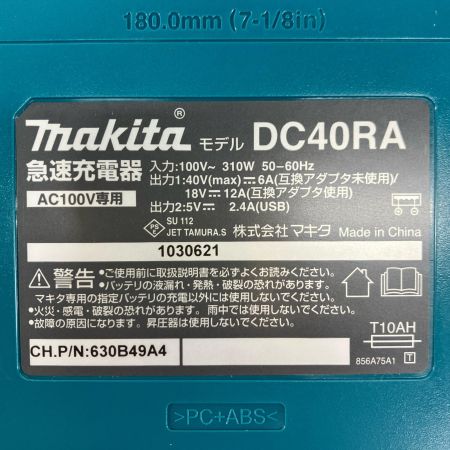 180.0mm (7-1/8in)
makita® モデル DC40RA
急速充電器
AC100V専用
入力:100V~ 310W 50−60Hz
出力1:40V(max)⎓6A(互換アダプタ未使用)/
18V⎓12A(互換アダプタ使用)
出力2:5V⎓ 2.4A(USB)
PS E SU 112
JET TAMURA.S 株式会社マキタ Made in China
1030621
⚠警告 •ご使用前に取扱説明書を必ずよくお読みください。
•バッテリの液漏れ・発熱・破裂の恐れがあります。
マキタ専用の指定バッテリの充電以外には使用しないでください。
•火災・感電・破裂の恐れがあります。雨中では使用しないでください。
•故障の原因になります。昇圧器は使用しないでください。
T10AH
CH.P/N:630B49A4
856A75A1 T
>PC+ABS<